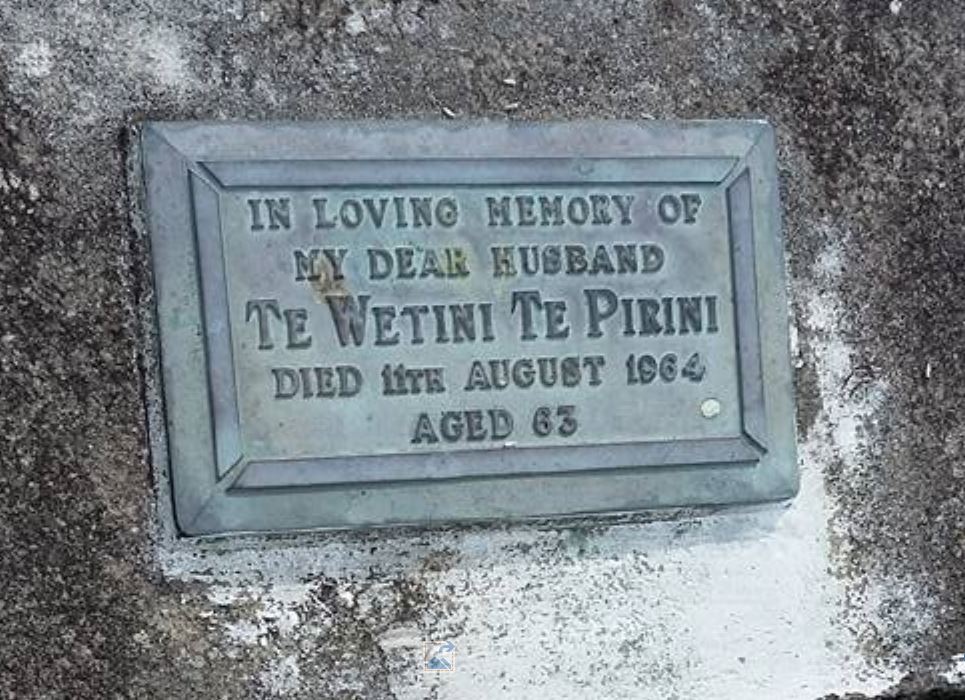 IN LOVING MEMORY OF
MY DEAR HUSBAND
TE WETINI TE PIRINI
DIED 11TH AUGUST 1964
AGED 63